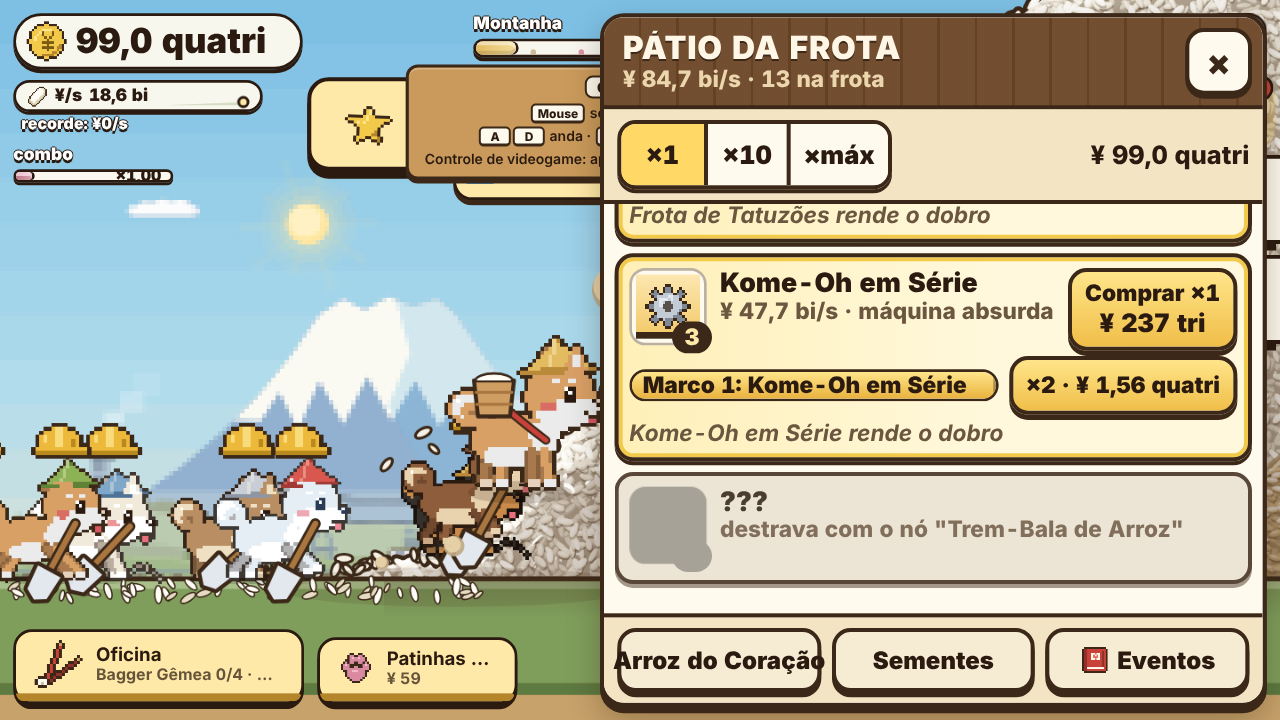 99,0 quatri
¥/s 18,6 bi
recorde: ¥0/s
combo
×1,00
Montanha
Mouse
A D anda ·
Controle de videogame:
PÁTIO DA FROTA
¥ 84,7 bi/s · 13 na frota
×
×1 ×10 ×máx
¥ 99,0 quatri
Frota de Tatuzões rende o dobro
Kome-Oh em Série
¥ 47,7 bi/s · máquina absurda
3
Comprar ×1
¥ 237 tri
Marco 1: Kome-Oh em Série
×2 · ¥ 1,56 quatri
Kome-Oh em Série rende o dobro
???
destrava com o nó "Trem-Bala de Arroz"
Oficina
Bagger Gêmea 0/4 · ...
Patinhas ...
¥ 59
Arroz do Coração
Sementes
Eventos